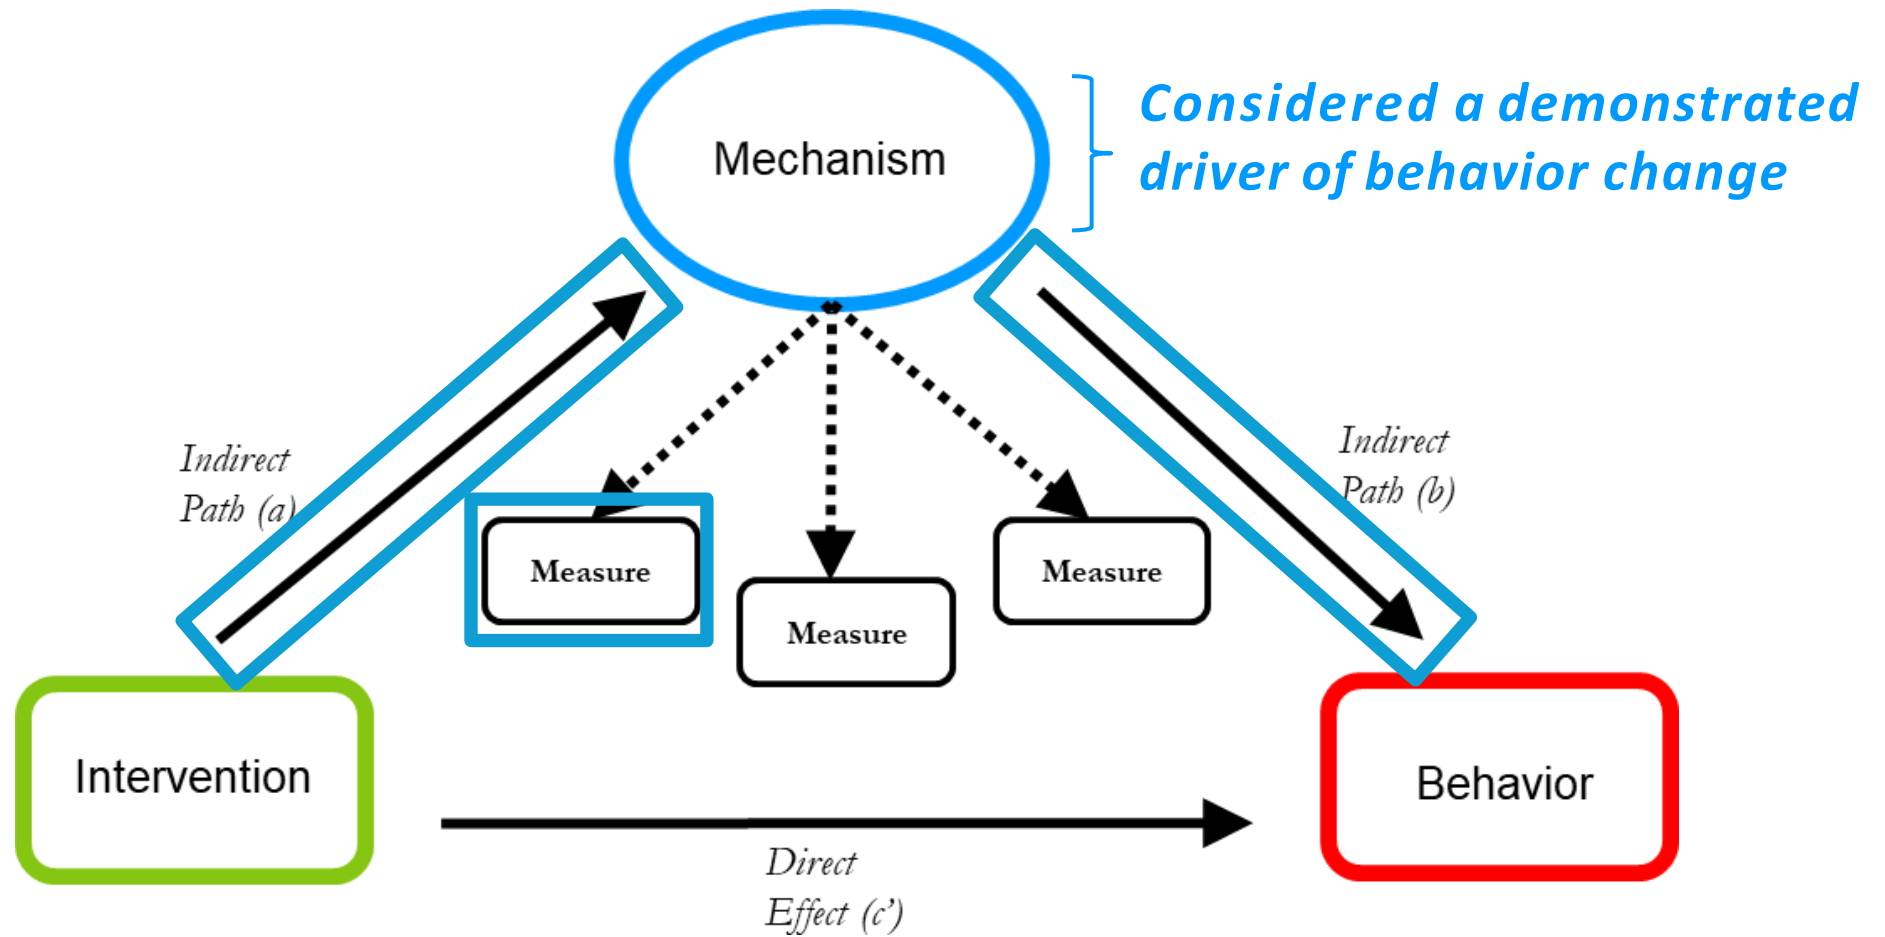 Mechanism
Considered a demonstrated
driver of behavior change
Indirect
Path (a)
Indirect
Path (b)
Measure
Measure
Measure
Intervention
Behavior
Direct
Effect (c’)